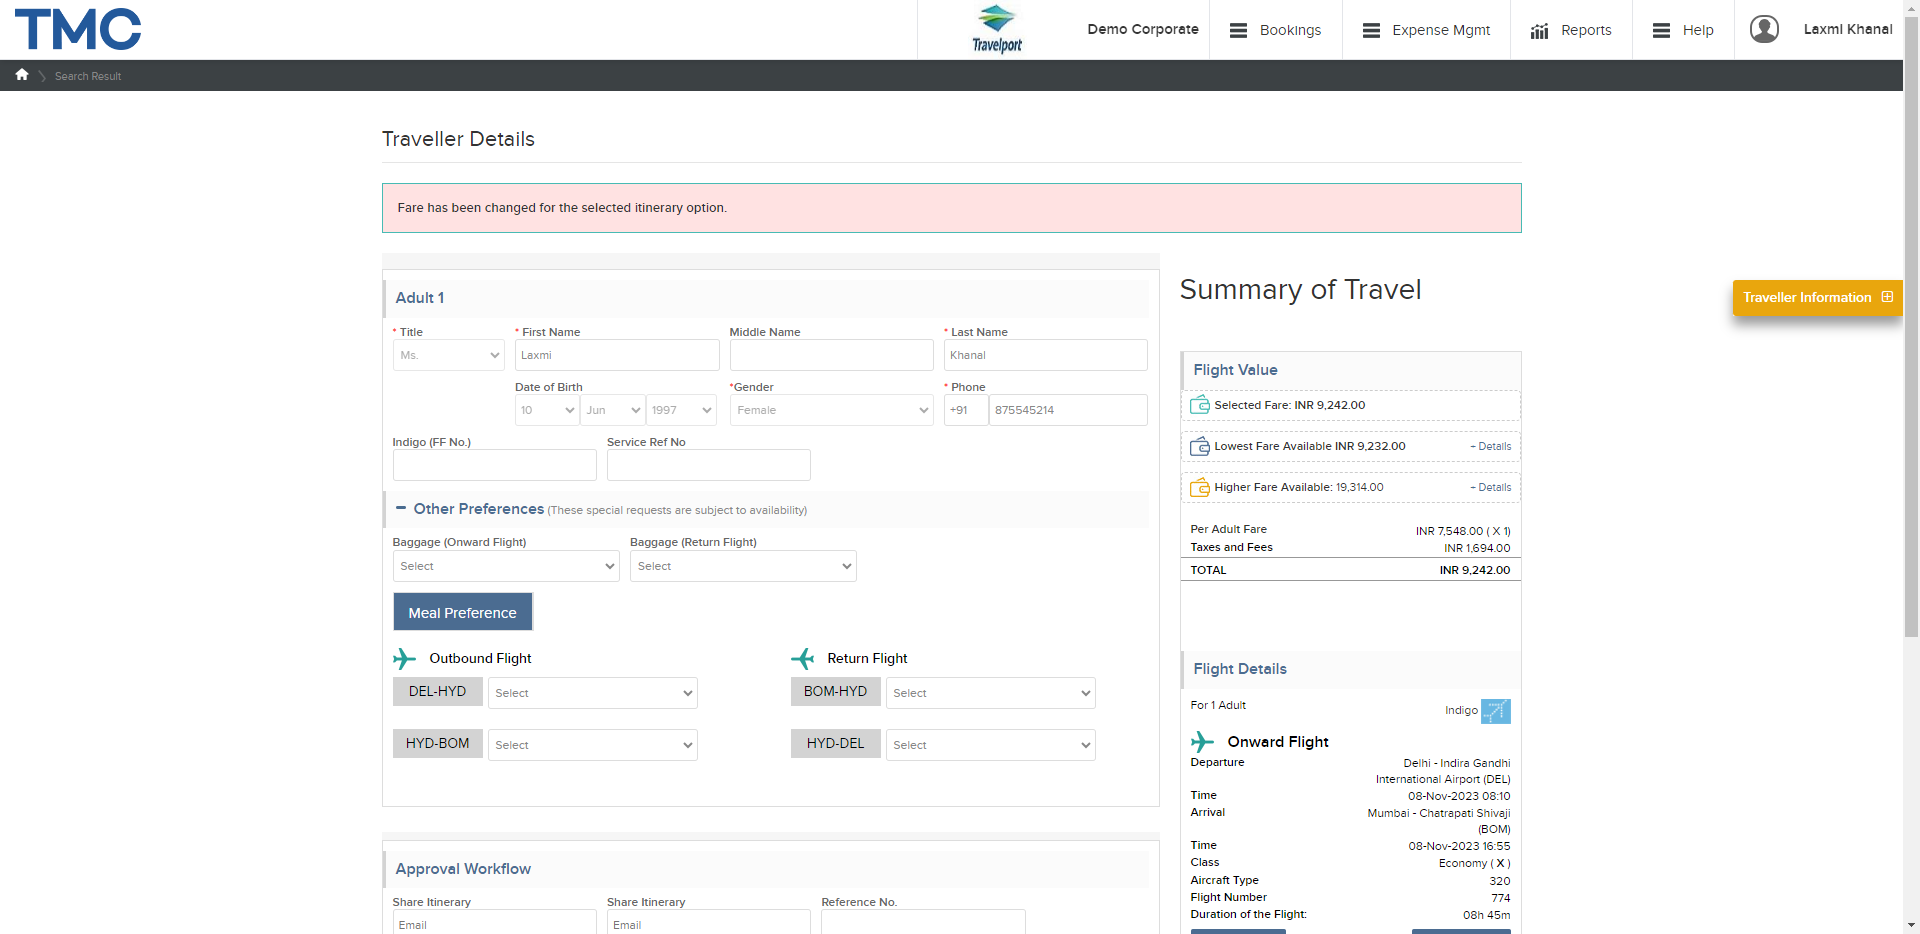 TMC
Travelport
Demo Corporate
Bookings
Expense Mgmt
Reports
Help
Laxmi Khanal
Search Result
Traveller Details
Fare has been changed for the selected itinerary option.
Adult 1
* Title
* First Name
Middle Name
* Last Name
Ms.
Laxmi
Khanal
Date of Birth
*Gender
* Phone
10
Jun
1997
Female
+91
875545214
Indigo (FF No.)
Service Ref No
Other Preferences (These special requests are subject to availability)
Baggage (Onward Flight)
Baggage (Return Flight)
Select
Select
Meal Preference
Outbound Flight
Return Flight
DEL-HYD
Select
BOM-HYD
Select
HYD-BOM
Select
HYD-DEL
Select
Approval Workflow
Share Itinerary
Share Itinerary
Reference No.
Email
Email
Summary of Travel
Traveller Information
Flight Value
Selected Fare: INR 9,242.00
Lowest Fare Available INR 9,232.00
+ Details
Higher Fare Available: 19,314.00
+ Details
Per Adult Fare
INR 7,548.00 ( X 1)
Taxes and Fees
INR 1,694.00
TOTAL
INR 9,242.00
Flight Details
For 1 Adult
Indigo
Onward Flight
Departure
Delhi - Indira Gandhi
International Airport (DEL)
Time
08-Nov-2023 08:10
Arrival
Mumbai - Chatrapati Shivaji
(BOM)
Time
08-Nov-2023 16:55
Class
Economy ( X )
Aircraft Type
320
Flight Number
774
Duration of the Flight:
08h 45m